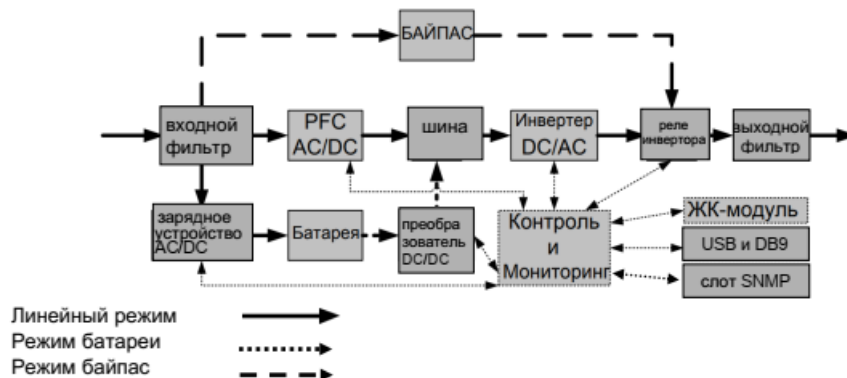 БАЙПАС
входной
фильтр
PFC
AC/DC
шина
Инвертер
DC/AC
реле
инвертора
выходной
фильтр
зарядное
устройство
AC/DC
Батарея
преобра
зователь
DC/DC
Контроль
и
Мониторинг
ЖК-модуль
USB и DB9
слот SNMP
Линейный режим
Режим батареи
Режим байпас